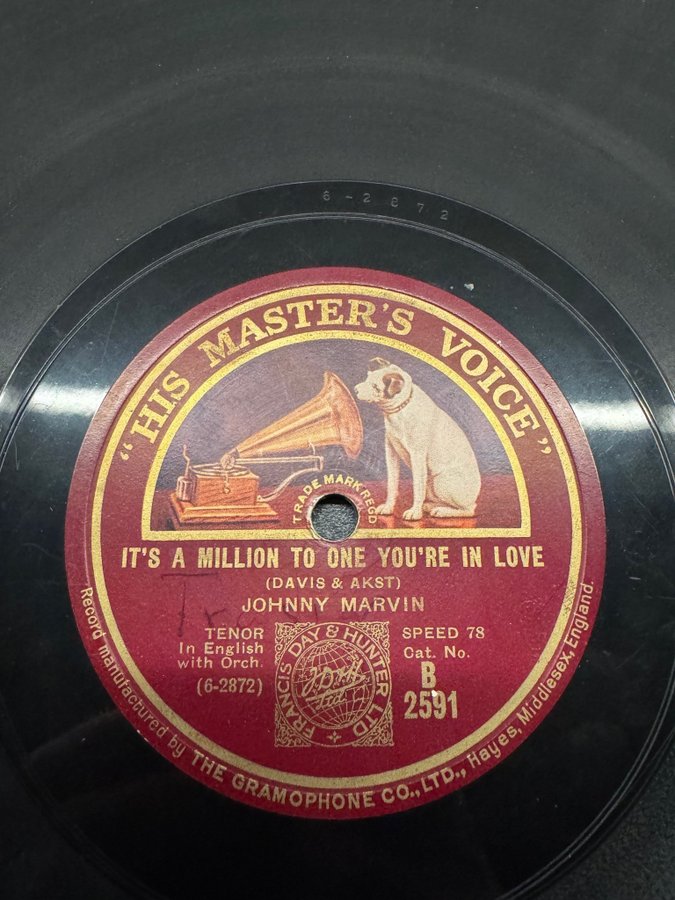 6-2872
"HIS MASTER'S VOICE"
TRADE MARK REGD
IT'S A MILLION TO ONE YOU'RE IN LOVE
(DAVIS & AKST)
JOHNNY MARVIN
TENOR
In English
with Orch.
(6-2872)
FRANCIS DAY & HUNTER LTD
SPEED 78
Cat. No.
B
2591
Record manufactured by THE GRAMOPHONE CO., LTD., Hayes, Middlesex, England.